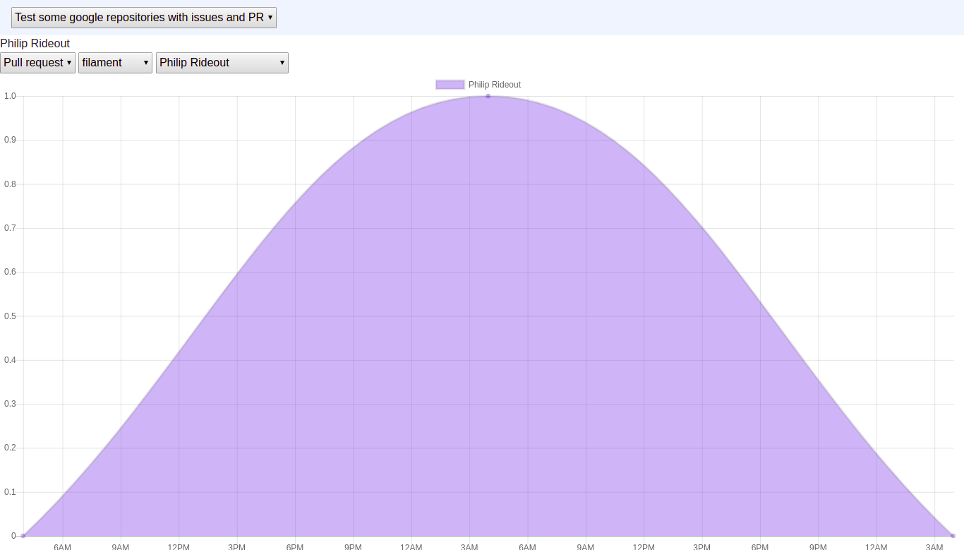 Test some google repositories with issues and PR
Philip Rideout
Pull request filament Philip Rideout
Philip Rideout
1.0
0.9
0.8
0.7
0.6
0.5
0.4
0.3
0.2
0.1
0
6AM 9AM 12PM 3PM 6PM 9PM 12AM 3AM 6AM 9AM 12PM 3PM 6PM 9PM 12AM 3AM